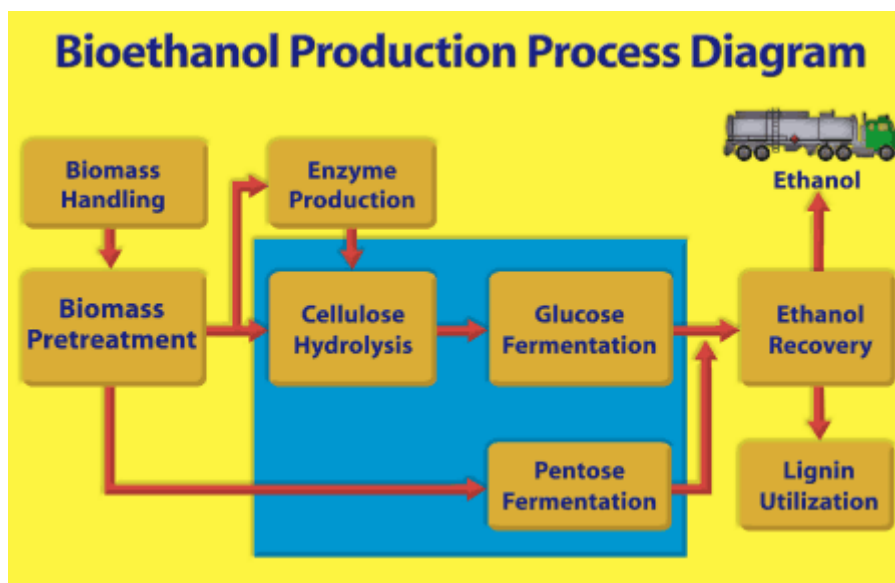 Bioethanol Production Process Diagram
Biomass
Handling
Enzyme
Production
Ethanol
Biomass
Pretreatment
Cellulose
Hydrolysis
Glucose
Fermentation
Ethanol
Recovery
Pentose
Fermentation
Lignin
Utilization